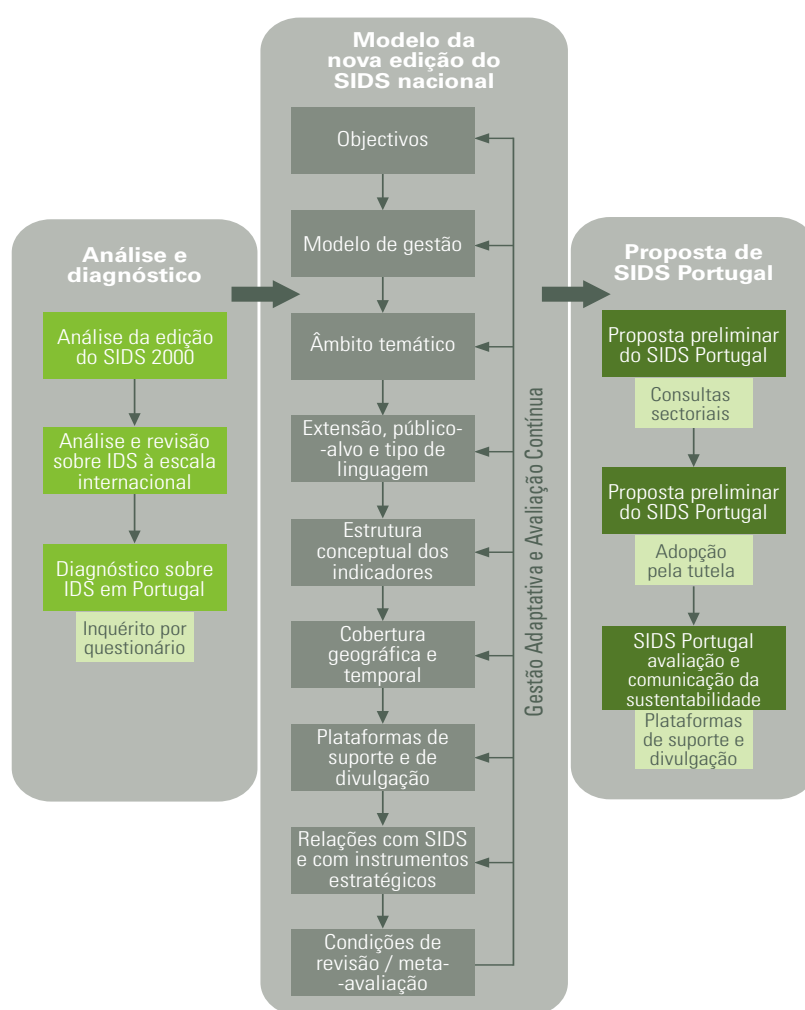 Análise e
diagnóstico
Análise da edição
do SIDS 2000
Análise e revisão
sobre IDS à escala
internacional
Diagnóstico sobre
IDS em Portugal
Inquérito por
questionário
Modelo da
nova edição do
SIDS nacional
Objectivos
Modelo de gestão
Âmbito temático
Extensão, público-
-alvo e tipo de
linguagem
Estrutura
conceptual dos
indicadores
Cobertura
geográfica e
temporal
Plataformas de
suporte e de
divulgação
Relações com SIDS
e com instrumentos
estratégicos
Condições de
revisão / meta-
-avaliação
Gestão Adaptativa e Avaliação Contínua
Proposta de
SIDS Portugal
Proposta preliminar
do SIDS Portugal
Consultas
sectoriais
Proposta preliminar
do SIDS Portugal
Adopção
pela tutela
SIDS Portugal
avaliação e
comunicação da
sustentabilidade
Plataformas
de suporte e
divulgação